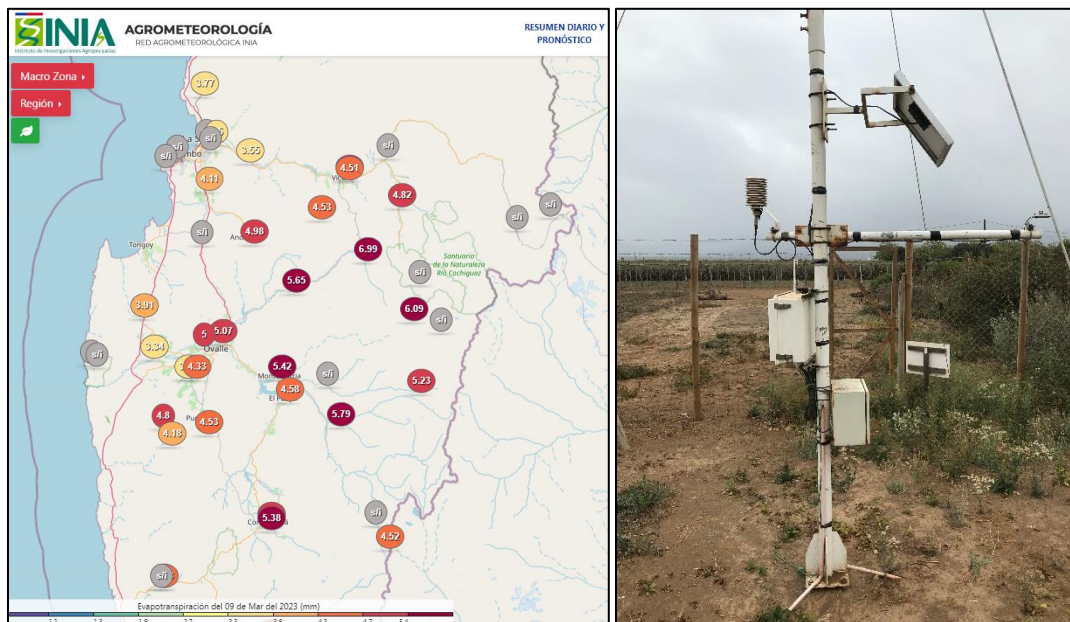 INIA
Instituto de Investigaciones Agropecuarias
AGROMETEOROLOGÍA
RED AGROMETEOROLÓGICA INIA
RESUMEN DIARIO Y
PRONÓSTICO
Macro Zona
Región
3.77
s/i
s/i
s/i
3.55
s/i
4.51
4.11
4.82
4.53
s/i
s/i
s/i
4.98
Tongoy
6.99
Santuario
de la Naturaleza
Río Cochiguaz
s/i
5.65
3.91
6.09
s/i
5
5.07
Ovalle
3.34
s/i
4.33
5.42
s/i
5.23
4.58
4.8
4.53
5.79
4.18
s/i
5.38
4.52
s/i
Evapotranspiración del 09 de Mar del 2023 (mm)